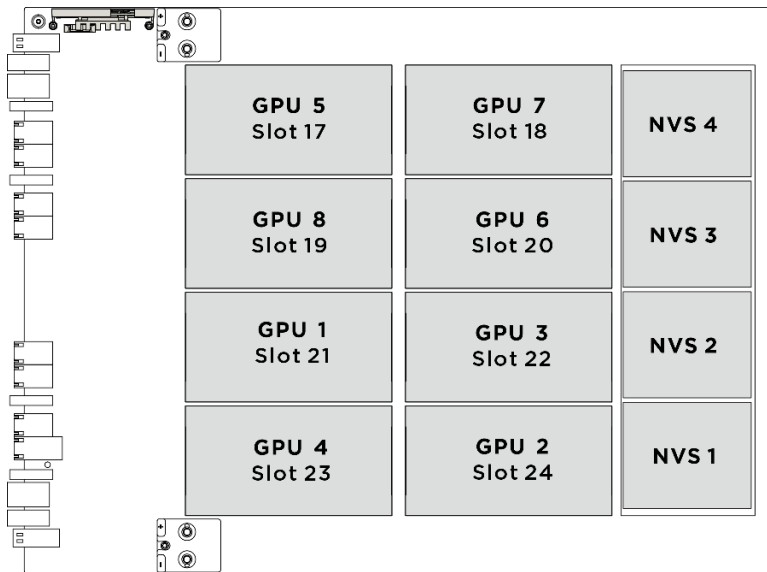 GPU 5
Slot 17
GPU 7
Slot 18
NVS 4
GPU 8
Slot 19
GPU 6
Slot 20
NVS 3
GPU 1
Slot 21
GPU 3
Slot 22
NVS 2
GPU 4
Slot 23
GPU 2
Slot 24
NVS 1